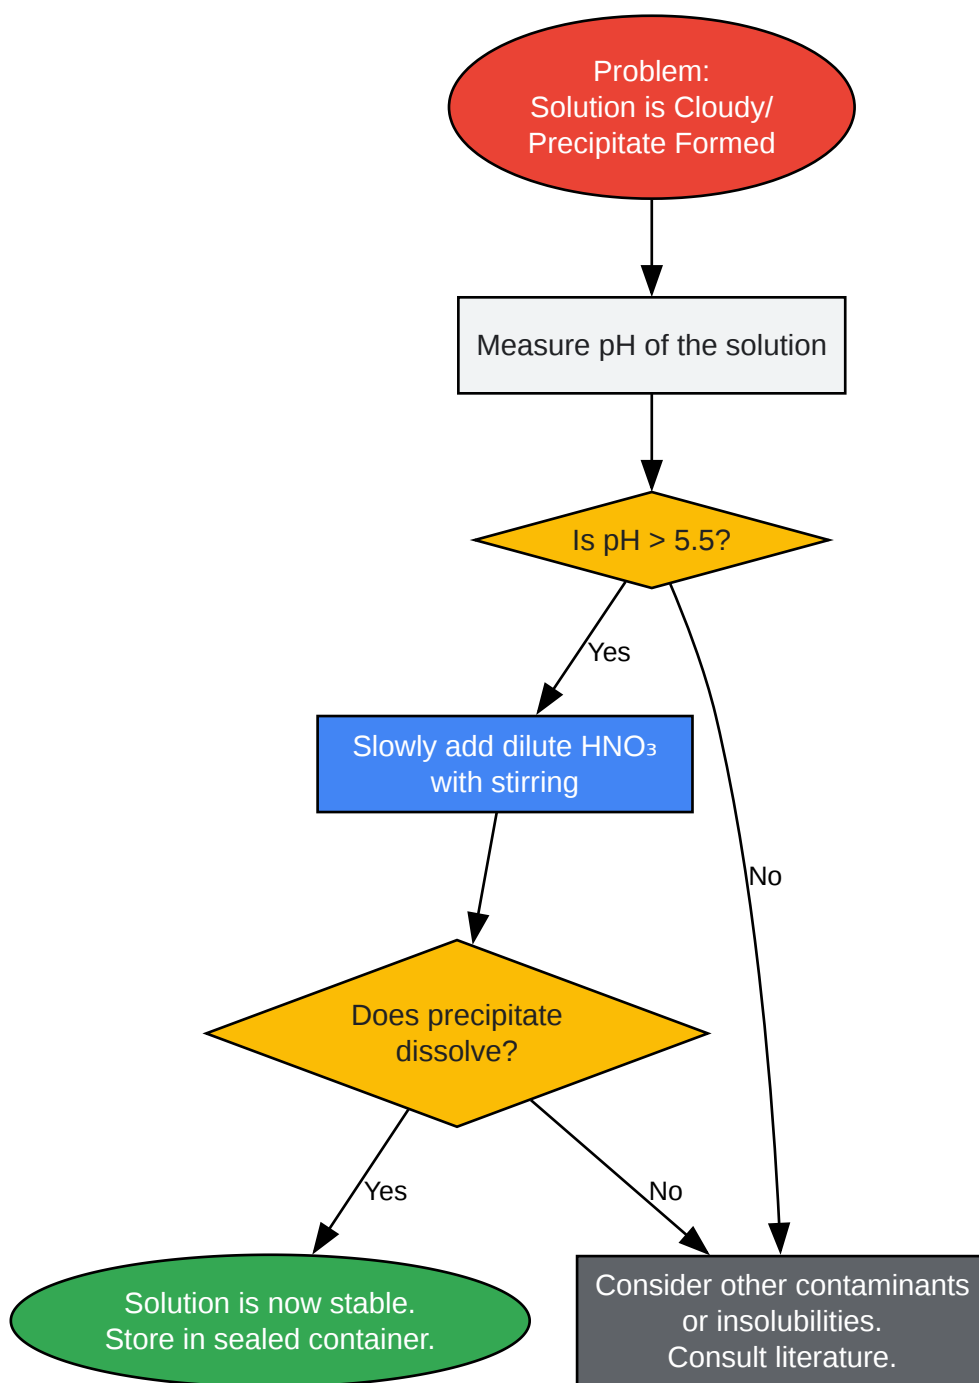 Problem:
Solution is Cloudy/
Precipitate Formed
Measure pH of the solution
Is pH > 5.5?
Yes
Slowly add dilute HNO₃
with stirring
No
Does precipitate
dissolve?
Yes
No
Solution is now stable.
Store in sealed container.
Consider other contaminants
or insolubilities.
Consult literature.